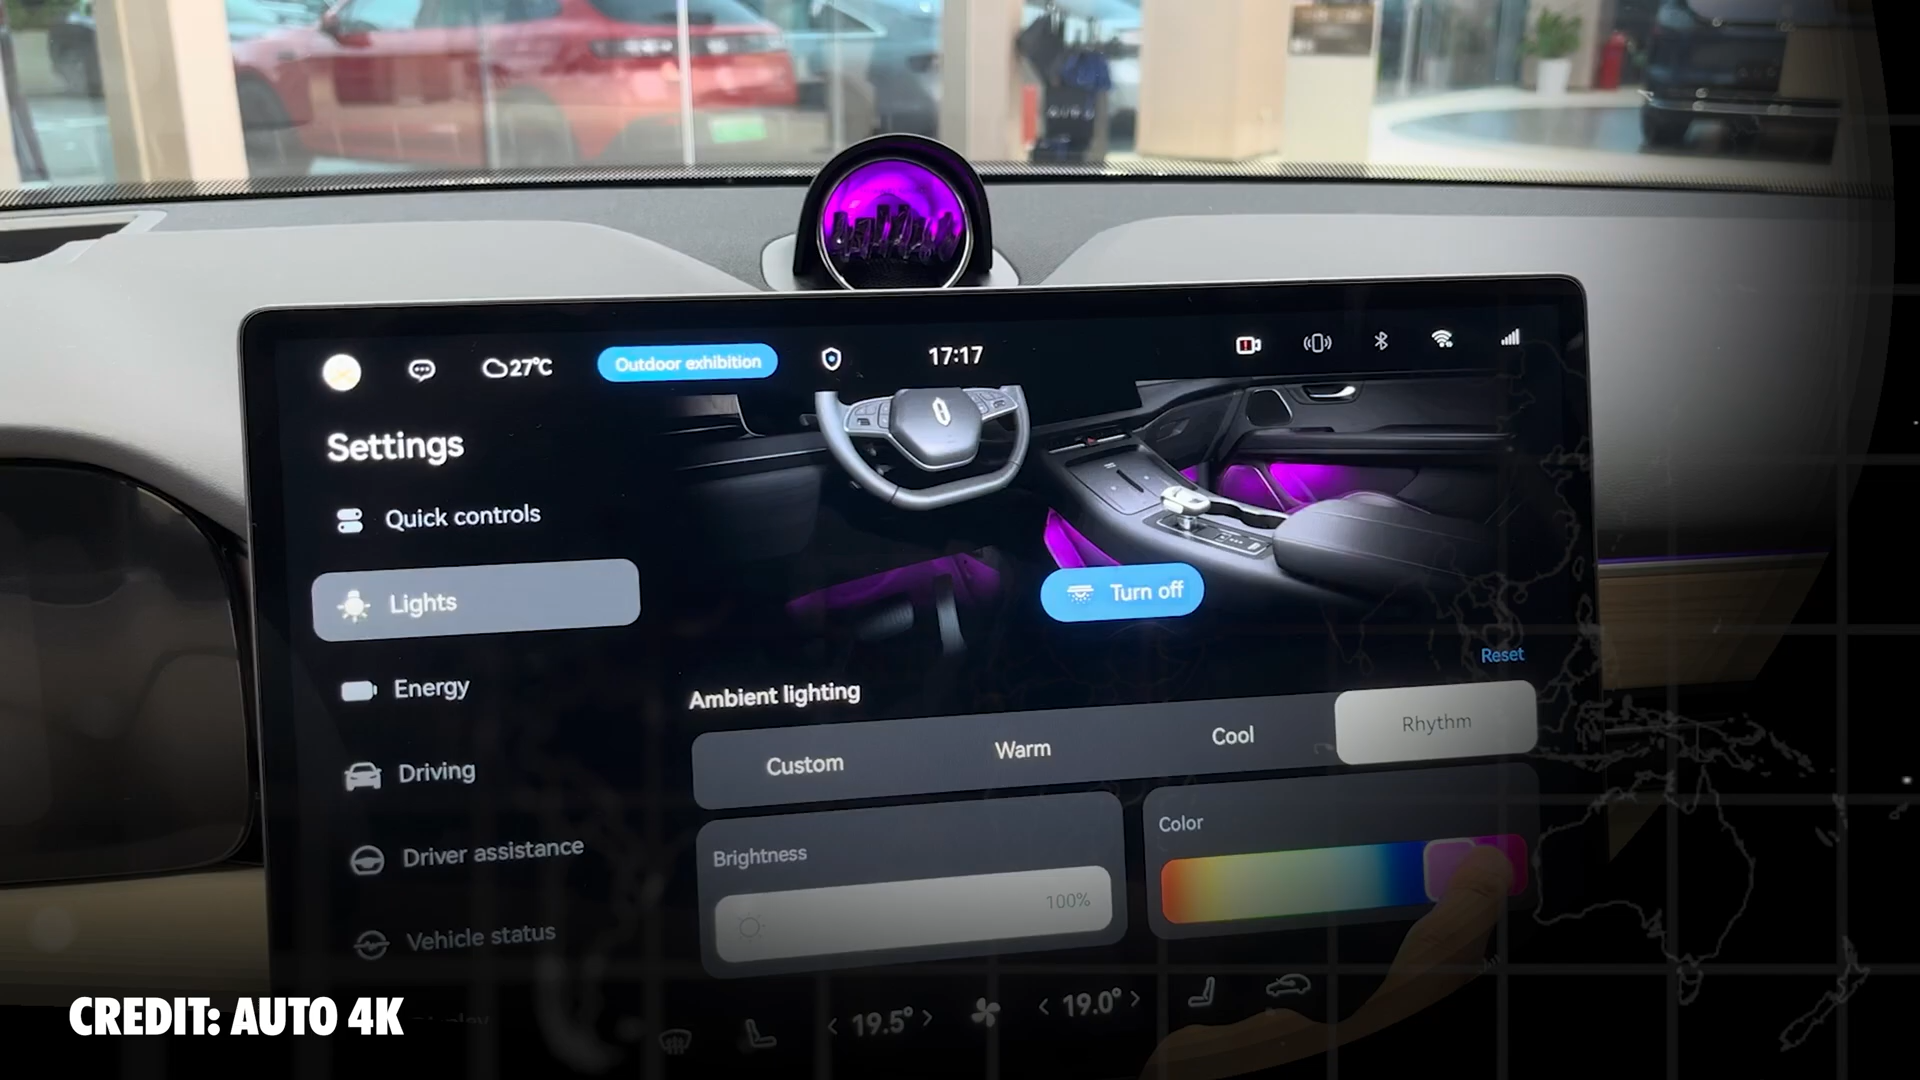 27°C
Outdoor exhibition
17:17
Settings
Quick controls
Lights
Energy
Driving
Driver assistance
Vehicle status
Turn off
Reset
Ambient lighting
Custom
Warm
Cool
Rhythm
Brightness
100%
Color
< 19.5° >
< 19.0° >
CREDIT: AUTO 4K